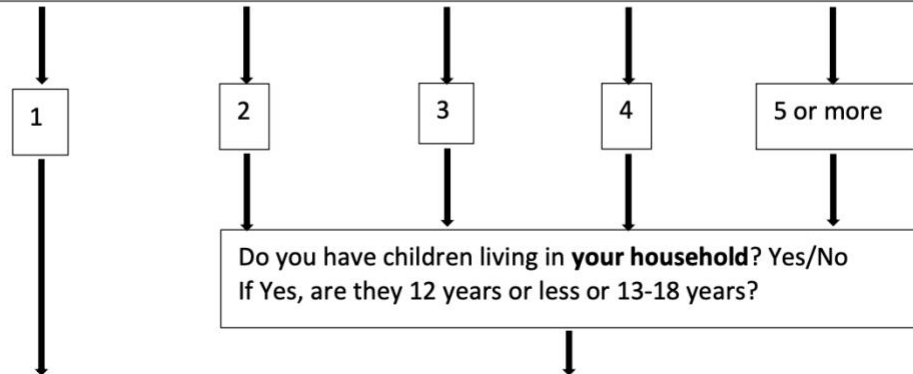 1
2
3
4
5 or more
Do you have children living in your household? Yes/No
If Yes, are they 12 years or less or 13-18 years?